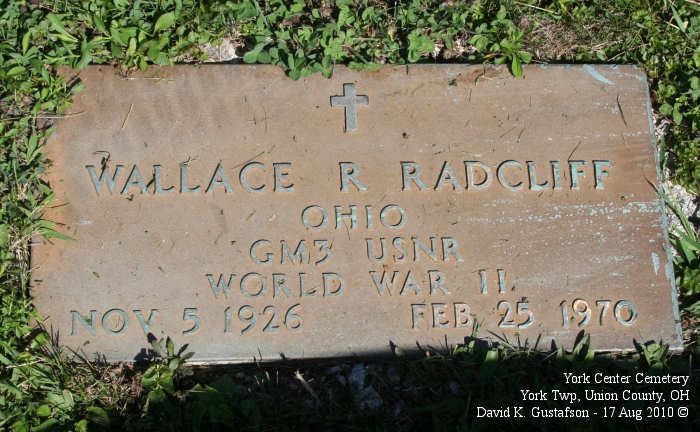 WALLACE R RADCLIFF
OHIO
GM3 USNR
WORLD WAR II
NOV 5 1926 FEB 25 1970
York Center Cemetery
York Twp, Union County, OH
David K. Gustafson - 17 Aug 2010 ©